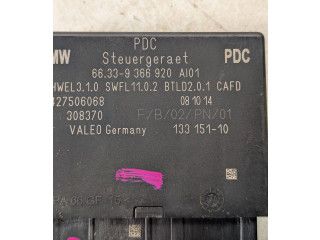 PDC
MW Steuergeraet PDC
66.33-9 366 920 AI01
HWEL3.1.0 SWFL11.0.2 BTLD2.0.1 CAFD
427506068 08 10 14
308370 F/B/02/PN/01
VALEO Germany 133 151-10